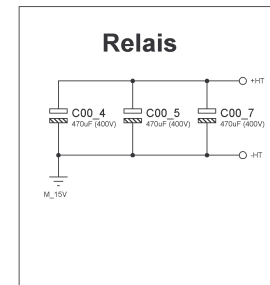 Relais
+HT
C00_4
470uF (400V)
C00_5
470uF (400V)
C00_7
470uF (400V)
-HT
M_15V